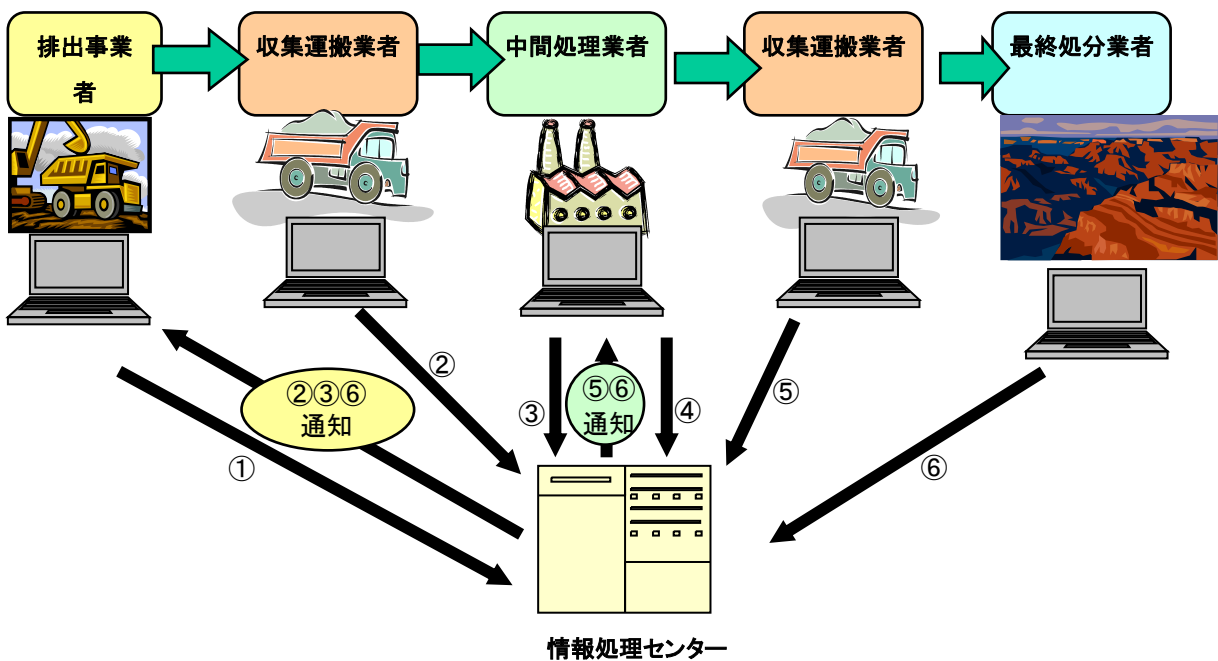 排出事業
者
収集運搬業者
中間処理業者
収集運搬業者
最終処分業者
②
②③⑥
通知
①
③
⑤⑥
通知
④
⑤
⑥
情報処理センター